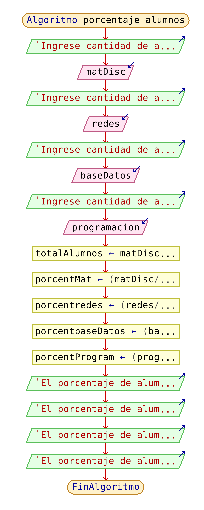 Algoritmo porcentaje alumnos
'Ingrese cantidad de a...
matDisc
'Ingrese cantidad de a...
redes
'Ingrese cantidad de a...
baseDatos
'Ingrese cantidad de a...
programacion
totalAlumnos ← matDisc...
porcentMat ← (matDisc/...
porcentredes ← (redes/...
porcentbaseDatos ← (ba...
porcentProgram ← (prog...
'El porcentaje de alum...
'El porcentaje de alum...
'El porcentaje de alum...
'El porcentaje de alum...
FinAlgoritmo